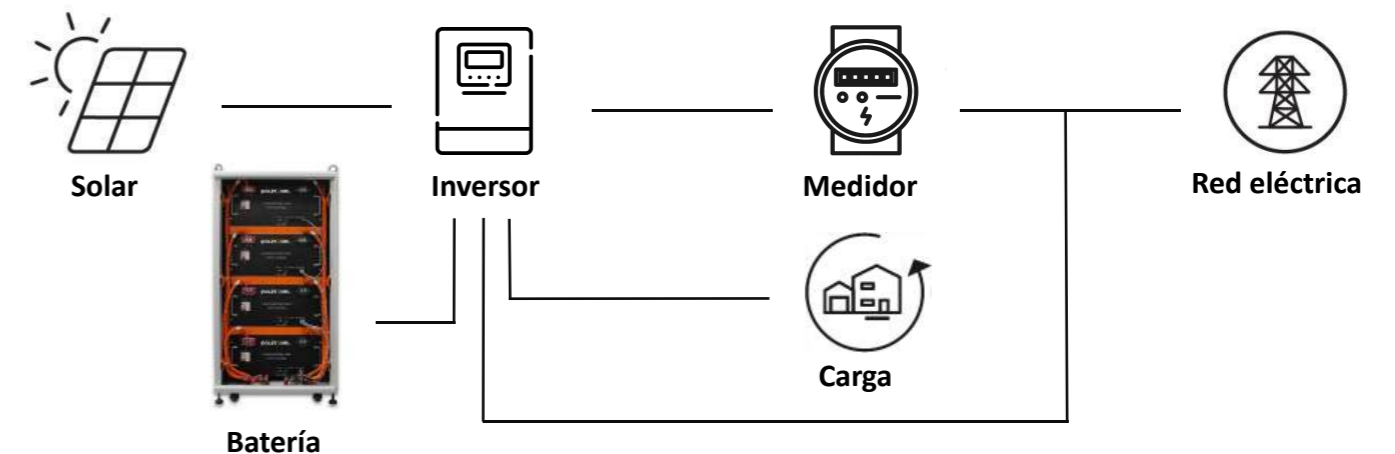 Solar
Inversor
Medidor
Red eléctrica
Carga
Batería